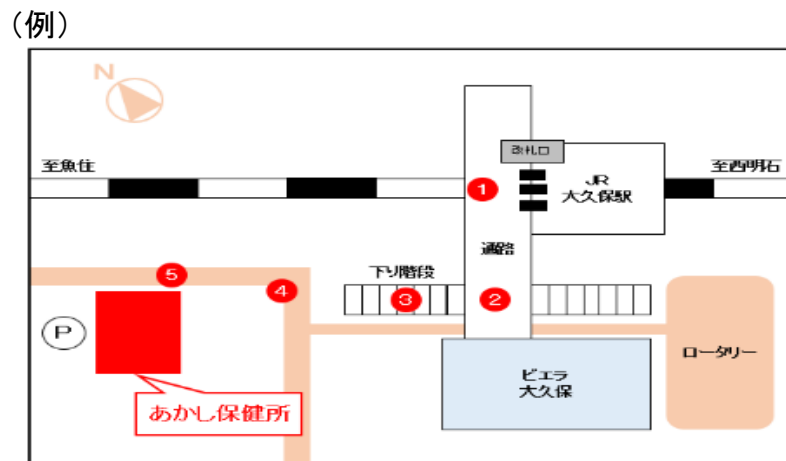 （例）
N
至魚住
改札口
至西明石
JR
大久保駅
1
通路
5
下り階段
4
3
2
P
ロータリー
ビエラ
大久保
あかし保健所